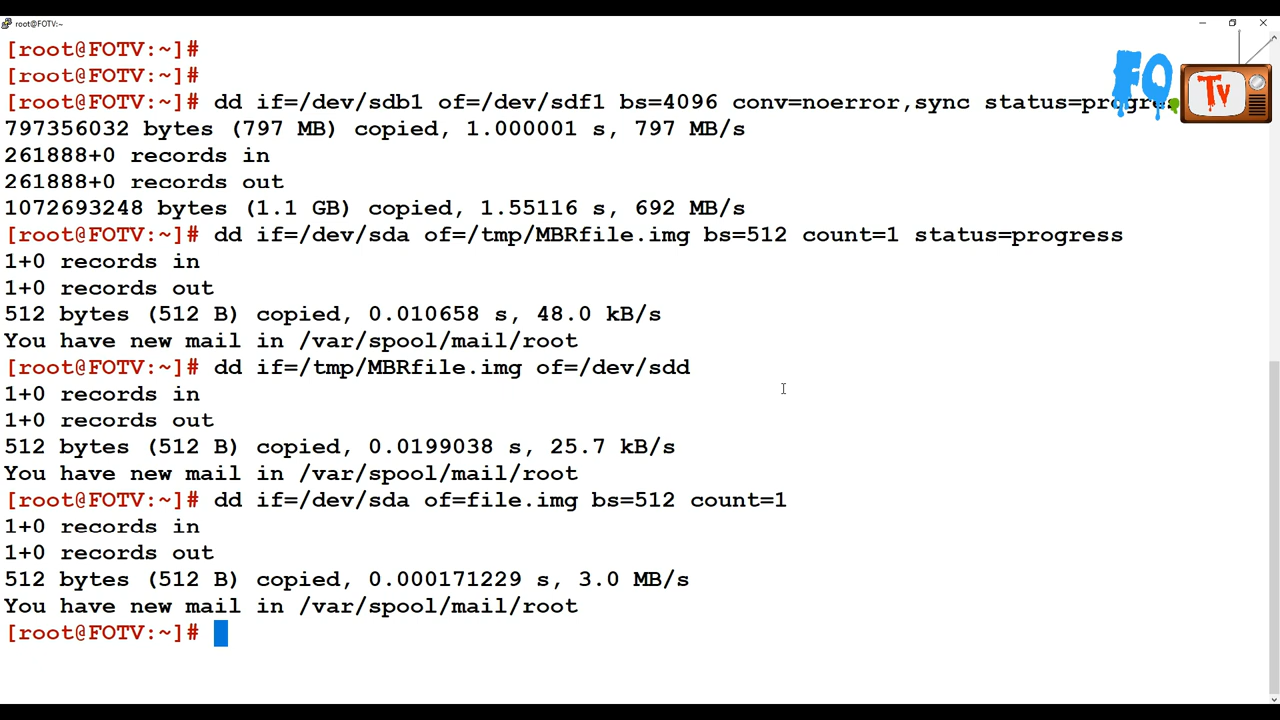 root@FOTV:~
[root@FOTV:~]#
[root@FOTV:~]#
[root@FOTV:~]# dd if=/dev/sdb1 of=/dev/sdf1 bs=4096 conv=noerror,sync status=progres
797356032 bytes (797 MB) copied, 1.000001 s, 797 MB/s
261888+0 records in
261888+0 records out
1072693248 bytes (1.1 GB) copied, 1.55116 s, 692 MB/s
[root@FOTV:~]# dd if=/dev/sda of=/tmp/MBRfile.img bs=512 count=1 status=progress
1+0 records in
1+0 records out
512 bytes (512 B) copied, 0.010658 s, 48.0 kB/s
You have new mail in /var/spool/mail/root
[root@FOTV:~]# dd if=/tmp/MBRfile.img of=/dev/sdd
1+0 records in
1+0 records out
512 bytes (512 B) copied, 0.0199038 s, 25.7 kB/s
You have new mail in /var/spool/mail/root
[root@FOTV:~]# dd if=/dev/sda of=file.img bs=512 count=1
1+0 records in
1+0 records out
512 bytes (512 B) copied, 0.000171229 s, 3.0 MB/s
You have new mail in /var/spool/mail/root
[root@FOTV:~]#
FQ Tv